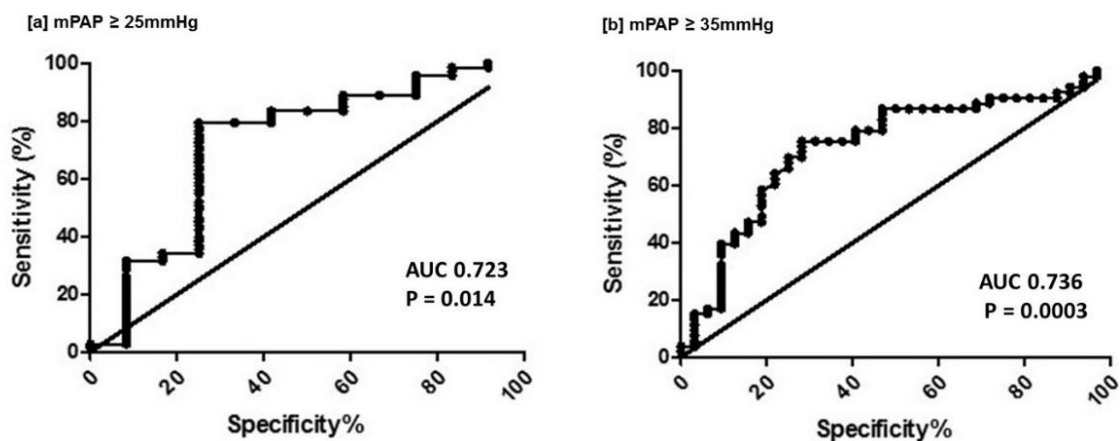 [a] mPAP ≥ 25mmHg
100
80
60
40
20
0
Sensitivity (%)
AUC 0.723
P = 0.014
0
20
40
60
80
100
Specificity%
[b] mPAP ≥ 35mmHg
100
80
60
40
20
0
Sensitivity (%)
AUC 0.736
P = 0.0003
0
20
40
60
80
100
Specificity%